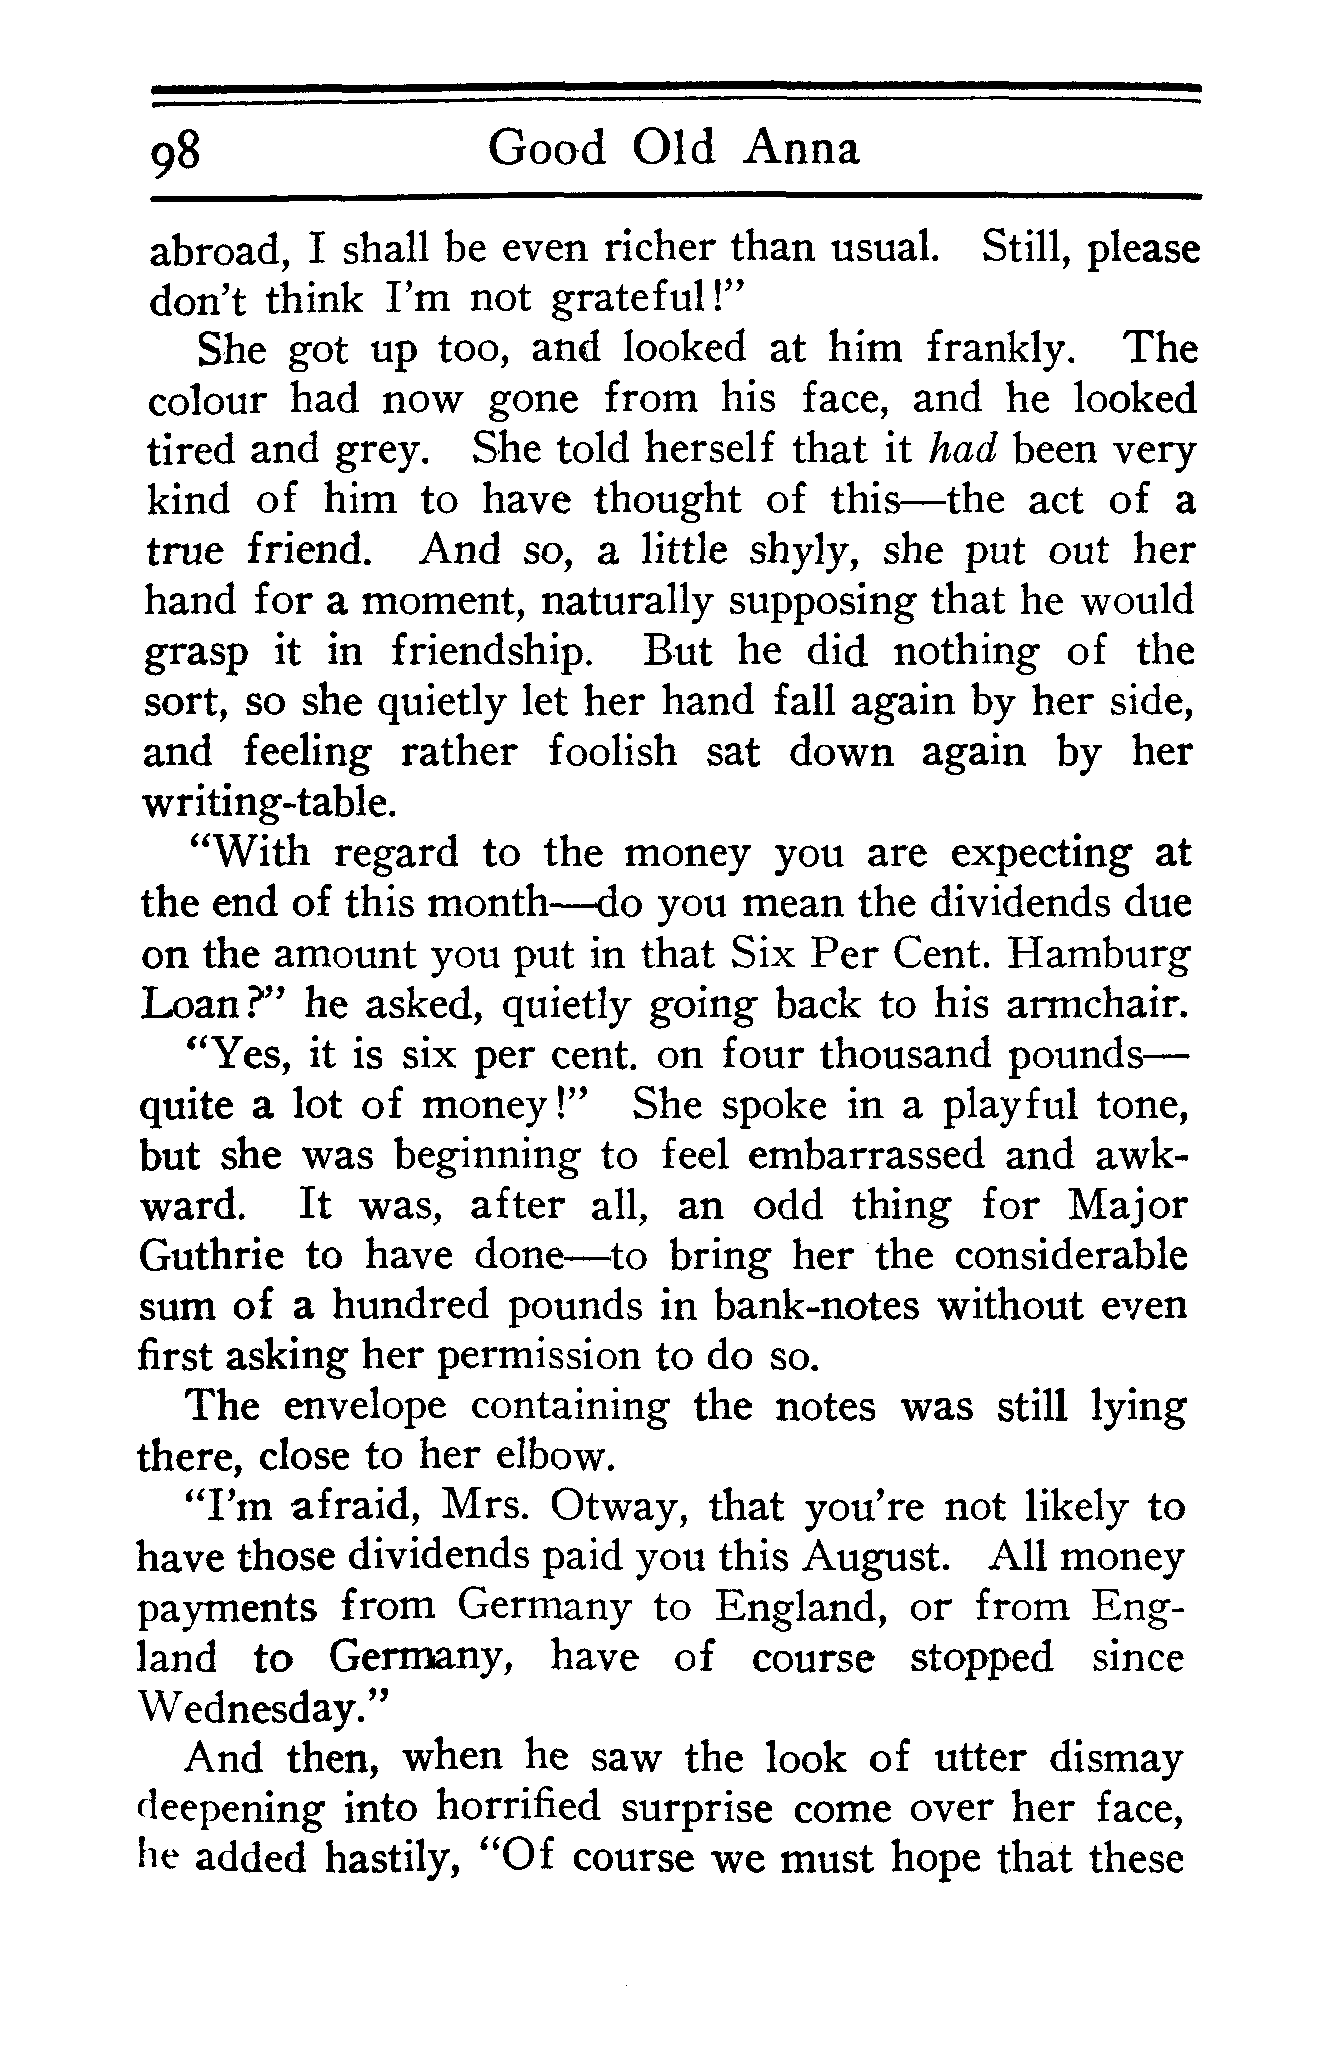 98 Good Old Anna
abroad, I shall be even richer than usual. Still, please
don't think I'm not grateful!"
She got up too, and looked at him frankly. The
colour had now gone from his face, and he looked
tired and grey. She told herself that it had been very
kind of him to have thought of this—the act of a
true friend. And so, a little shyly, she put out her
hand for a moment, naturally supposing that he would
grasp it in friendship. But he did nothing of the
sort, so she quietly let her hand fall again by her side,
and feeling rather foolish sat down again by her
writing-table.
"With regard to the money you are expecting at
the end of this month—do you mean the dividends due
on the amount you put in that Six Per Cent. Hamburg
Loan?" he asked, quietly going back to his armchair.
"Yes, it is six per cent. on four thousand pounds—
quite a lot of money!" She spoke in a playful tone,
but she was beginning to feel embarrassed and awk-
ward. It was, after all, an odd thing for Major
Guthrie to have done—to bring her the considerable
sum of a hundred pounds in bank-notes without even
first asking her permission to do so.
The envelope containing the notes was still lying
there, close to her elbow.
"I'm afraid, Mrs. Otway, that you're not likely to
have those dividends paid you this August. All money
payments from Germany to England, or from Eng-
land to Germany, have of course stopped since
Wednesday."
And then, when he saw the look of utter dismay
deepening into horrified surprise come over her face,
he added hastily, "Of course we must hope that these